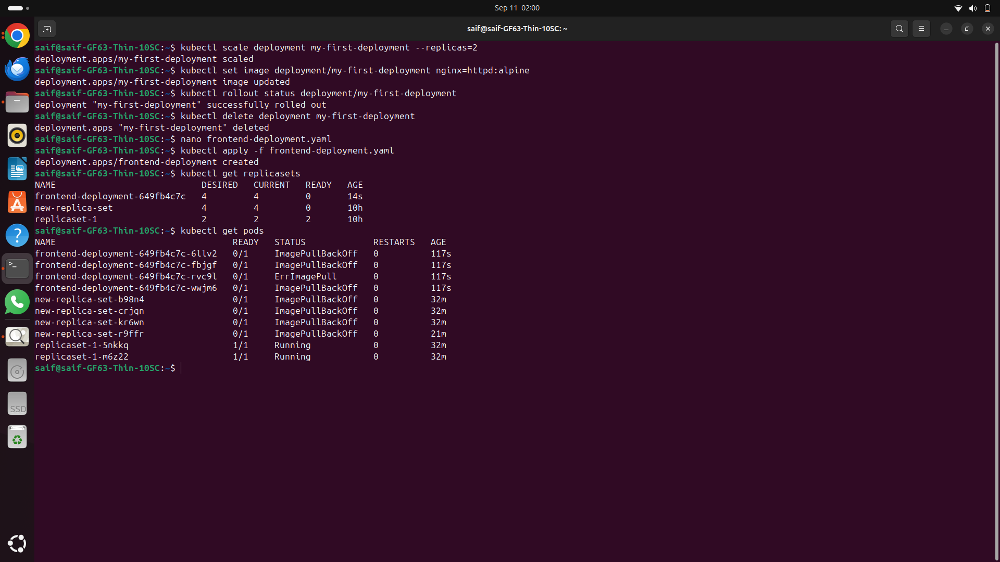 Sep 11 02:00
saif@saif-GF63-Thin-10SC: ~
saif@saif-GF63-Thin-10SC:~$ kubectl scale deployment my-first-deployment --replicas=2
deployment.apps/my-first-deployment scaled
saif@saif-GF63-Thin-10SC:~$ kubectl set image deployment/my-first-deployment nginx=httpd:alpine
deployment.apps/my-first-deployment image updated
saif@saif-GF63-Thin-10SC:~$ kubectl rollout status deployment/my-first-deployment
deployment "my-first-deployment" successfully rolled out
saif@saif-GF63-Thin-10SC:~$ kubectl delete deployment my-first-deployment
deployment.apps "my-first-deployment" deleted
saif@saif-GF63-Thin-10SC:~$ nano frontend-deployment.yaml
saif@saif-GF63-Thin-10SC:~$ kubectl apply -f frontend-deployment.yaml
deployment.apps/frontend-deployment created
saif@saif-GF63-Thin-10SC:~$ kubectl get replicasets
NAME                            DESIRED   CURRENT   READY   AGE
frontend-deployment-649fb4c7c   4         4         0       14s
new-replica-set                 4         4         0       10h
replicaset-1                    2         2         2       10h
saif@saif-GF63-Thin-10SC:~$ kubectl get pods
NAME                                  READY   STATUS             RESTARTS   AGE
frontend-deployment-649fb4c7c-6llv2   0/1     ImagePullBackOff   0          117s
frontend-deployment-649fb4c7c-fbjgf   0/1     ImagePullBackOff   0          117s
frontend-deployment-649fb4c7c-rvc9l   0/1     ErrImagePull       0          117s
frontend-deployment-649fb4c7c-wwjm6   0/1     ImagePullBackOff   0          117s
new-replica-set-b98n4                 0/1     ImagePullBackOff   0          32m
new-replica-set-crjqn                 0/1     ImagePullBackOff   0          32m
new-replica-set-kr6wn                 0/1     ImagePullBackOff   0          32m
new-replica-set-r9ffr                 0/1     ImagePullBackOff   0          21m
replicaset-1-5nkkq                    1/1     Running            0          32m
replicaset-1-m6z22                    1/1     Running            0          32m
saif@saif-GF63-Thin-10SC:~$
SSD